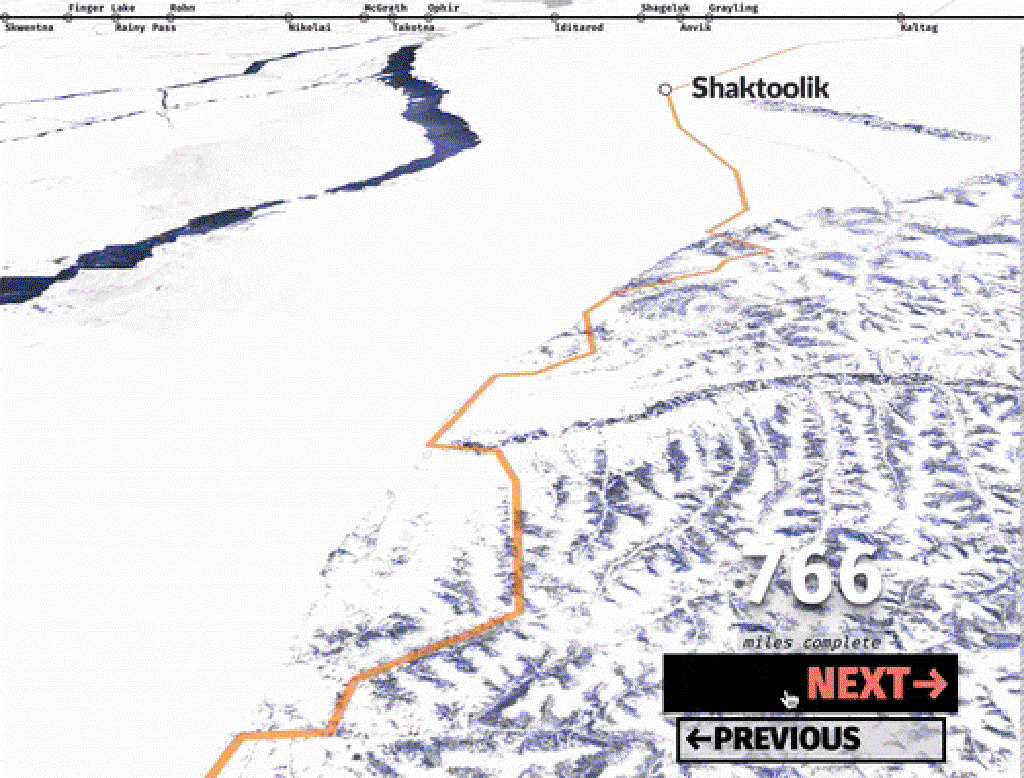 Finger Lake Rohn McGrath Ophir Shageluk Grayling
Skwentna Rainy Pass Nikolai Takotna Iditarod Anvik Kaltag
Shaktoolik
766
miles complete
NEXT→
←PREVIOUS